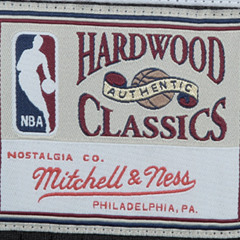 HARDWOOD
AUTHENTIC
CLASSICS
NBA
NOSTALGIA CO.
Mitchell & Ness
PHILADELPHIA, PA.